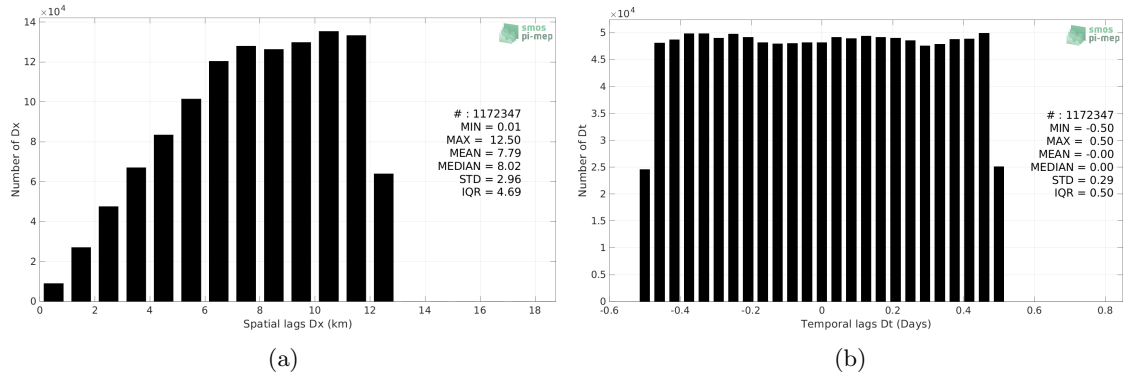 ×10⁴
14
12
10
8
6
4
2
0
Number of Dx
0 2 4 6 8 10 12 14 16 18
Spatial lags Dx (km)
smos
pi-mep
# : 1172347
MIN = 0.01
MAX = 12.50
MEAN = 7.79
MEDIAN = 8.02
STD = 2.96
IQR = 4.69
(a)
×10⁴
5
4.5
4
3.5
3
2.5
2
1.5
1
0.5
0
Number of Dt
-0.6 -0.4 -0.2 0 0.2 0.4 0.6 0.8
Temporal lags Dt (Days)
smos
pi-mep
# : 1172347
MIN = -0.50
MAX = 0.50
MEAN = -0.00
MEDIAN = 0.00
STD = 0.29
IQR = 0.50
(b)